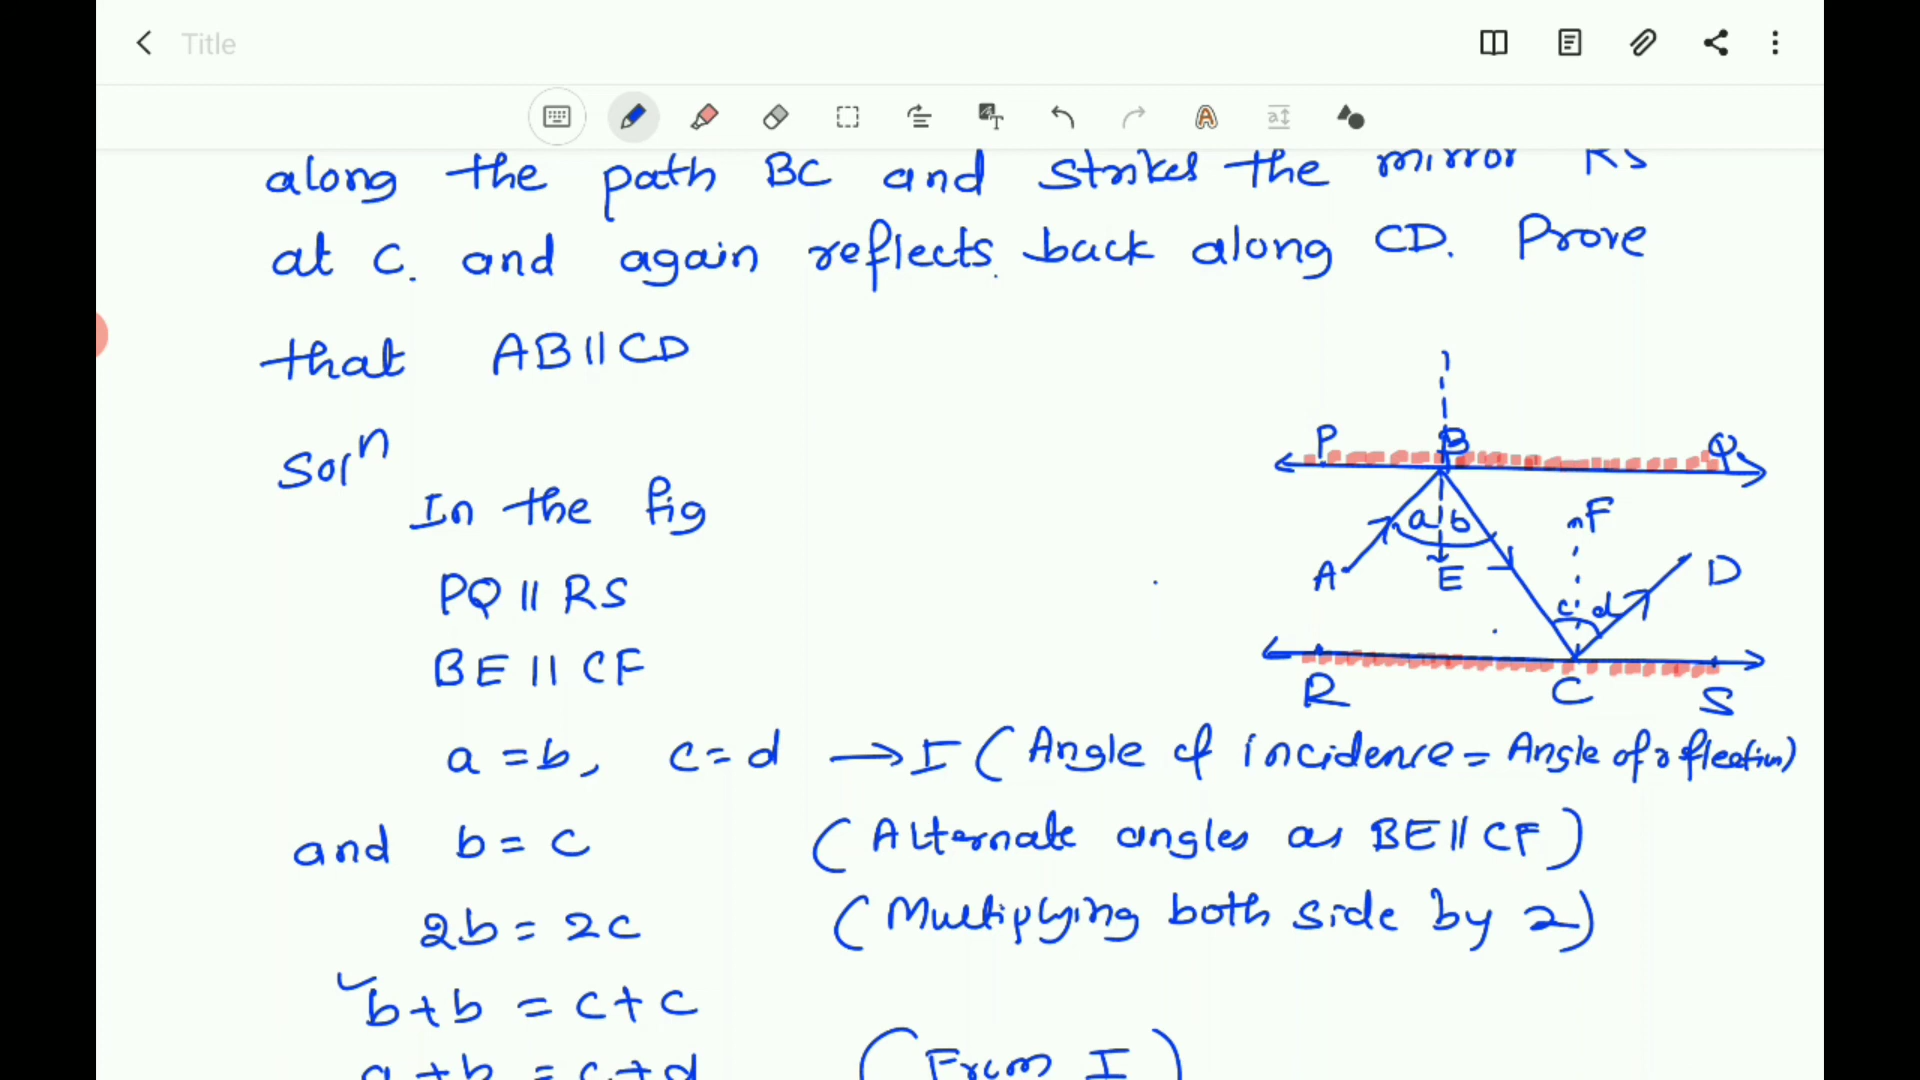 Title
along the path BC and strikes the mirror RS
at C. and again reflects. back along CD. Prove
that AB || CD
Solⁿ
In the fig
PQ || RS
BE || CF
P B Q
a b F
A E D
c d
R C S
a = b, c = d → I (Angle of incidence = Angle of reflection)
and b = c (Alternate angles as BE || CF)
2b = 2c (Multiplying both side by 2)
b + b = c + c
a + b = c + d (From I)